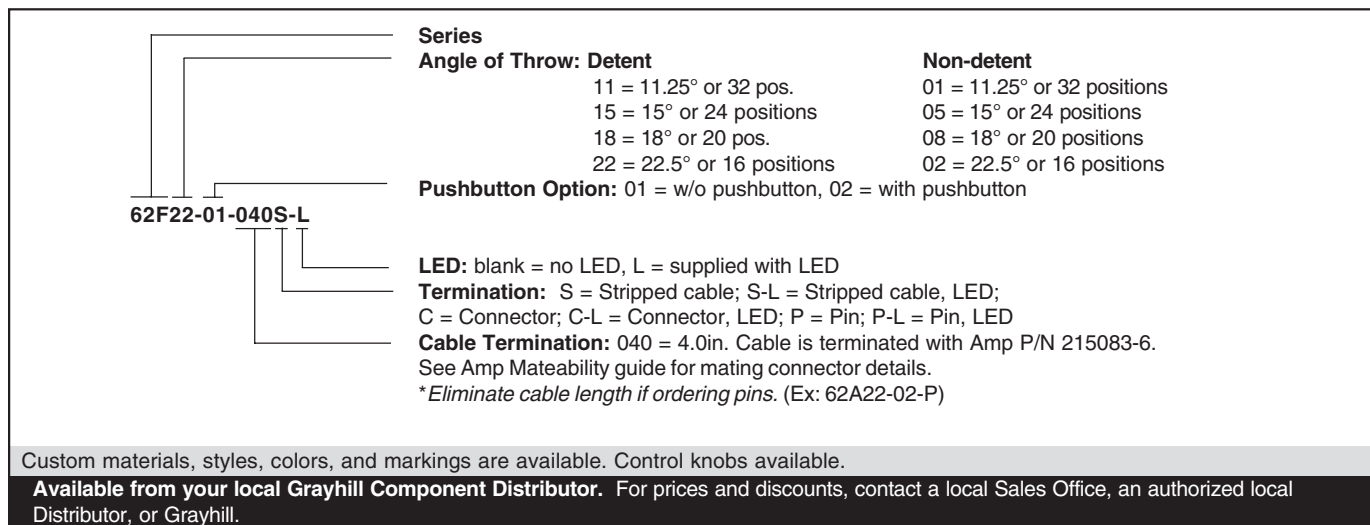 Series
Angle of Throw: Detent Non-detent
11 = 11.25° or 32 pos. 01 = 11.25° or 32 positions
15 = 15° or 24 positions 05 = 15° or 24 positions
18 = 18° or 20 pos. 08 = 18° or 20 positions
22 = 22.5° or 16 positions 02 = 22.5° or 16 positions
Pushbutton Option: 01 = w/o pushbutton, 02 = with pushbutton
62F22-01-040S-L
LED: blank = no LED, L = supplied with LED
Termination: S = Stripped cable; S-L = Stripped cable, LED;
C = Connector; C-L = Connector, LED; P = Pin; P-L = Pin, LED
Cable Termination: 040 = 4.0in. Cable is terminated with Amp P/N 215083-6.
See Amp Mateability guide for mating connector details.
*Eliminate cable length if ordering pins. (Ex: 62A22-02-P)
Custom materials, styles, colors, and markings are available. Control knobs available.
Available from your local Grayhill Component Distributor. For prices and discounts, contact a local Sales Office, an authorized local
Distributor, or Grayhill.